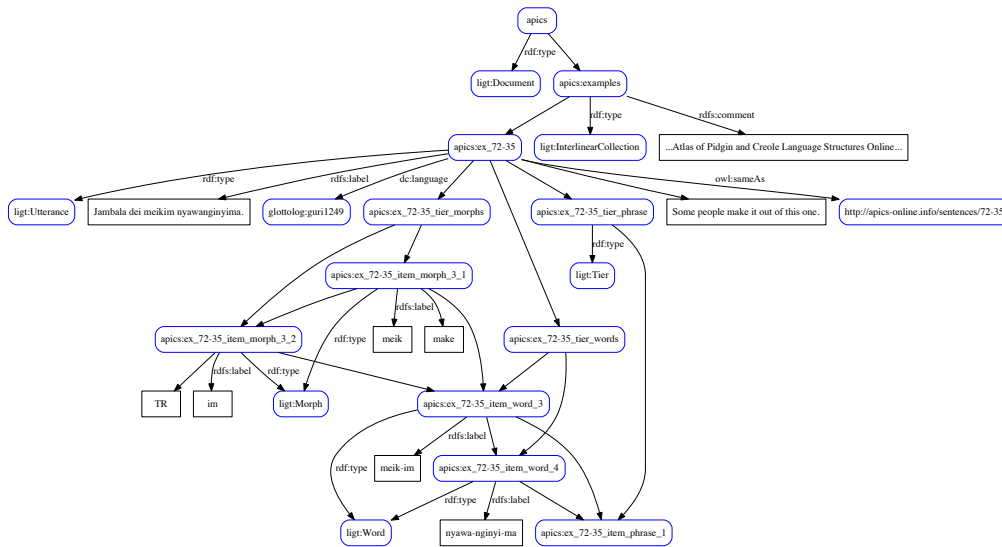 apics
rdf:type
ligt:Document
apics:examples
rdf:type
rdfs:comment
apics:ex_72-35
ligt:InterlinearCollection
...Atlas of Pidgin and Creole Language Structures Online...
rdf:type
rdfs:label
dc:language
owl:sameAs
ligt:Utterance
Jambala dei meikim nyawanginyima.
glottolog:guri1249
apics:ex_72-35_tier_morphs
apics:ex_72-35_tier_phrase
Some people make it out of this one.
http://apics-online.info/sentences/72-35
rdf:type
apics:ex_72-35_item_morph_3_1
ligt:Tier
rdfs:label
apics:ex_72-35_item_morph_3_2
rdf:type
meik
make
apics:ex_72-35_tier_words
rdfs:label
rdf:type
TR
im
ligt:Morph
apics:ex_72-35_item_word_3
rdfs:label
rdf:type
meik-im
apics:ex_72-35_item_word_4
rdf:type
rdfs:label
ligt:Word
nyawa-nginyi-ma
apics:ex_72-35_item_phrase_1